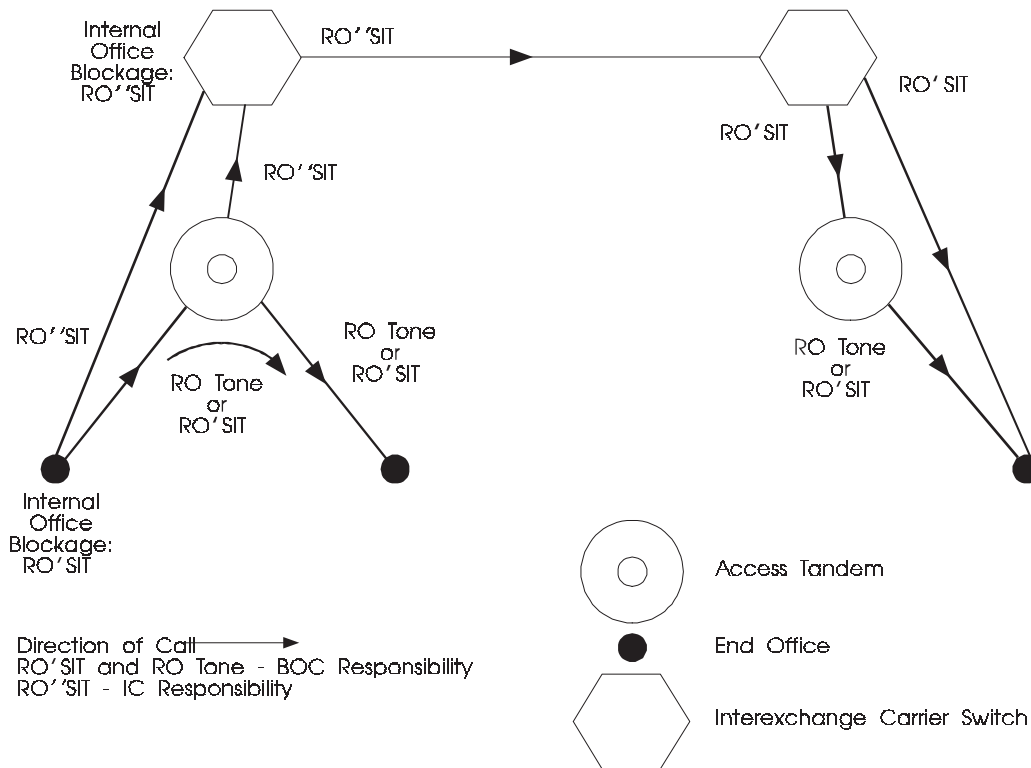 Internal
Office
Blockage:
RO''SIT
RO''SIT
RO'SIT
RO'SIT
RO''SIT
RO''SIT
RO Tone
or
RO'SIT
RO Tone
or
RO'SIT
RO Tone
or
RO'SIT
Internal
Office
Blockage:
RO'SIT
Access Tandem
End Office
Interexchange Carrier Switch
Direction of Call
RO'SIT and RO Tone - BOC Responsibility
RO''SIT - IC Responsibility